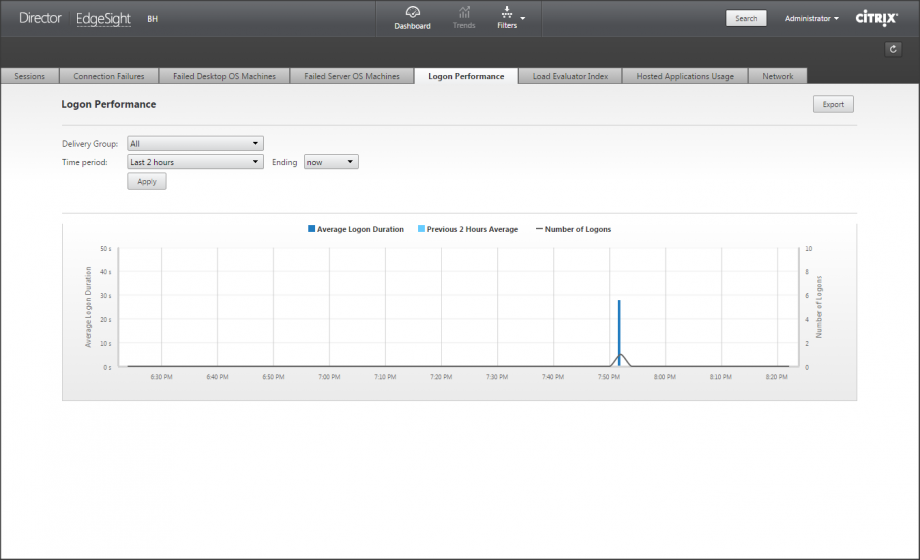 Director EdgeSight BH Dashboard Trends Filters Search Administrator CITRIX
Sessions Connection Failures Failed Desktop OS Machines Failed Server OS Machines Logon Performance Load Evaluator Index Hosted Applications Usage Network
Logon Performance Export
Delivery Group: All
Time period: Last 2 hours Ending now
Apply
Average Logon Duration Previous 2 Hours Average Number of Logons
50 s 10
40 s 8
30 s 6
20 s 4
10 s 2
0 s 0
Average Logon Duration
Number of Logons
6:30 PM 6:40 PM 6:50 PM 7:00 PM 7:10 PM 7:20 PM 7:30 PM 7:40 PM 7:50 PM 8:00 PM 8:10 PM 8:20 PM